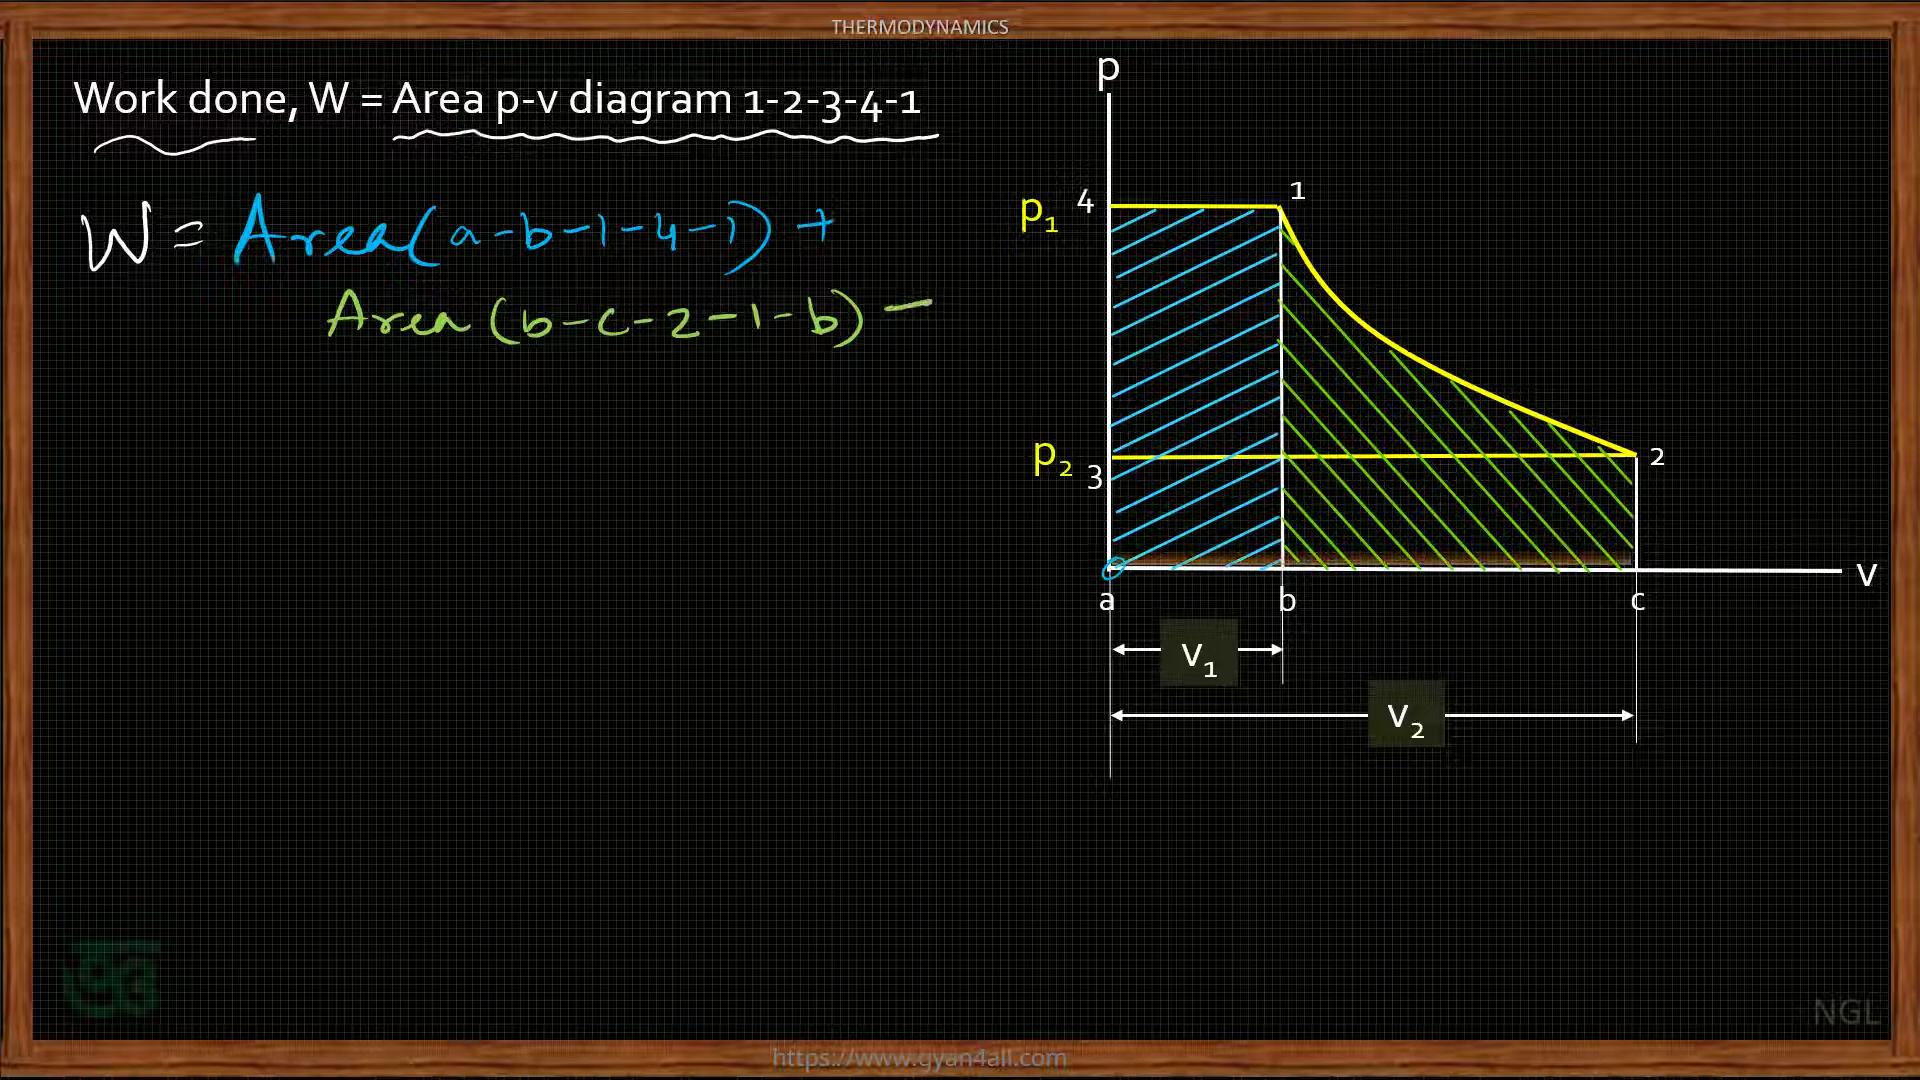 THERMODYNAMICS
Work done, W = Area p-v diagram 1-2-3-4-1
W = Area (a-b-1-4-1) +
Area (b-c-2-1-b) -
p
4
1
p₁
p₂
3
2
v
a
b
c
v₁
v₂
NGL
https://www.gyan4all.com